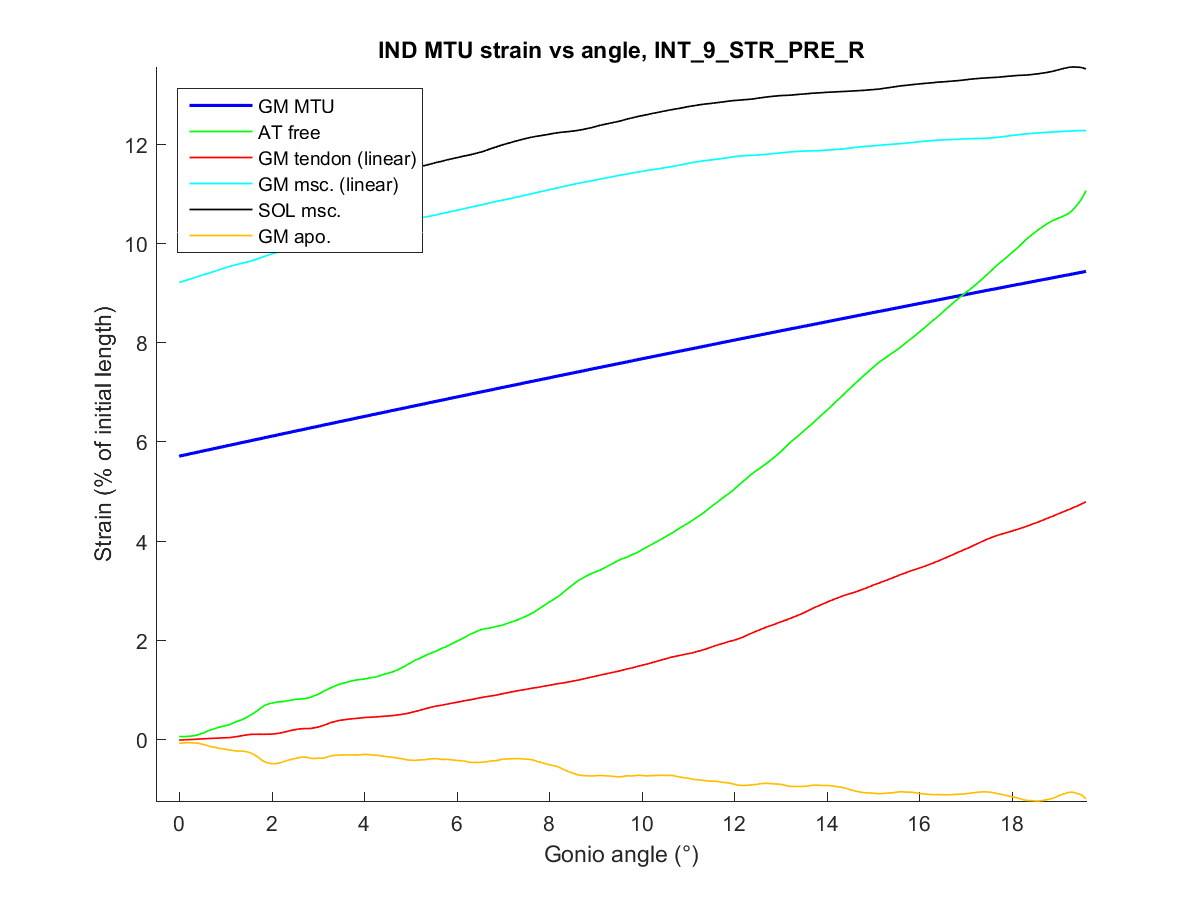 IND MTU strain vs angle, INT_9_STR_PRE_R
GM MTU
AT free
GM tendon (linear)
GM msc. (linear)
SOL msc.
GM apo.
12
10
8
6
4
2
0
Strain (% of initial length)
0 2 4 6 8 10 12 14 16 18
Gonio angle (°)